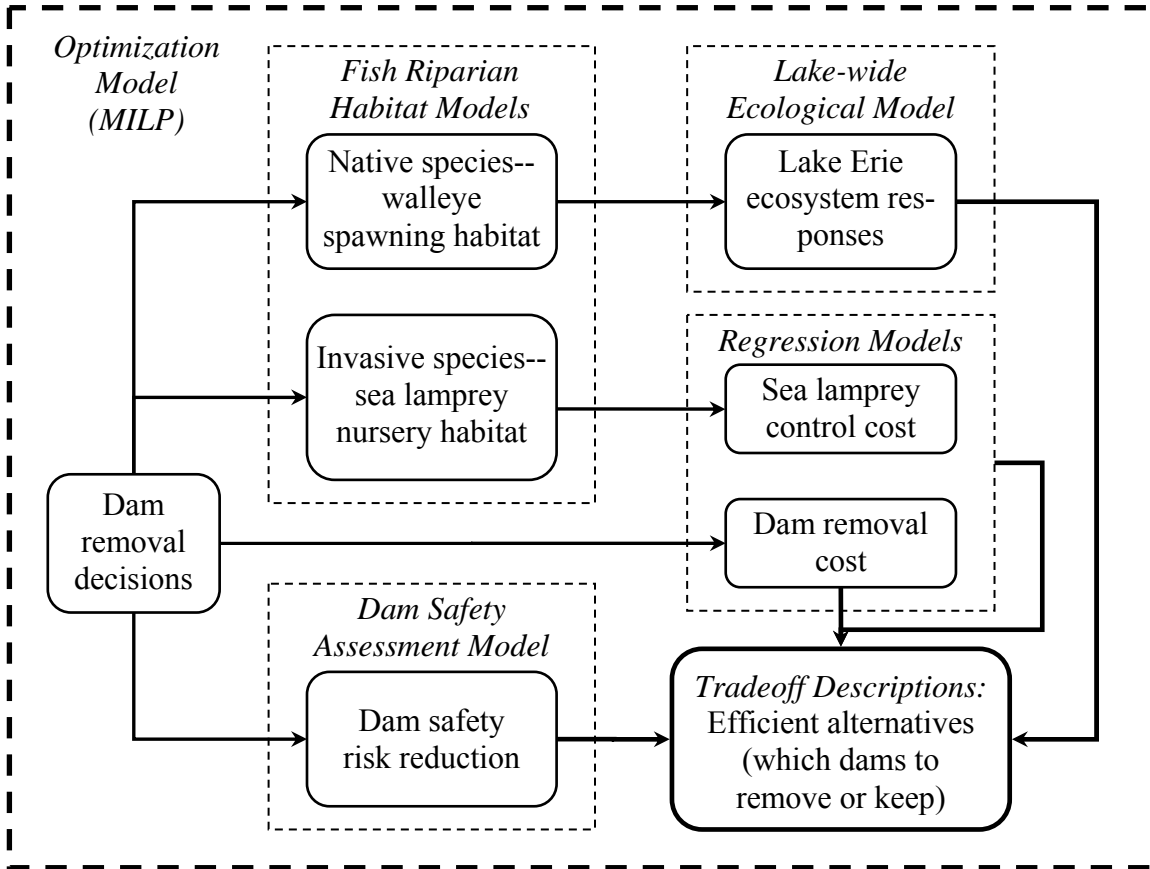 Optimization
Model
(MILP)
Fish Riparian
Habitat Models
Native species--
walleye
spawning habitat
Invasive species--
sea lamprey
nursery habitat
Lake-wide
Ecological Model
Lake Erie
ecosystem res-
ponses
Regression Models
Sea lamprey
control cost
Dam removal
cost
Dam
removal
decisions
Dam Safety
Assessment Model
Dam safety
risk reduction
Tradeoff Descriptions:
Efficient alternatives
(which dams to
remove or keep)